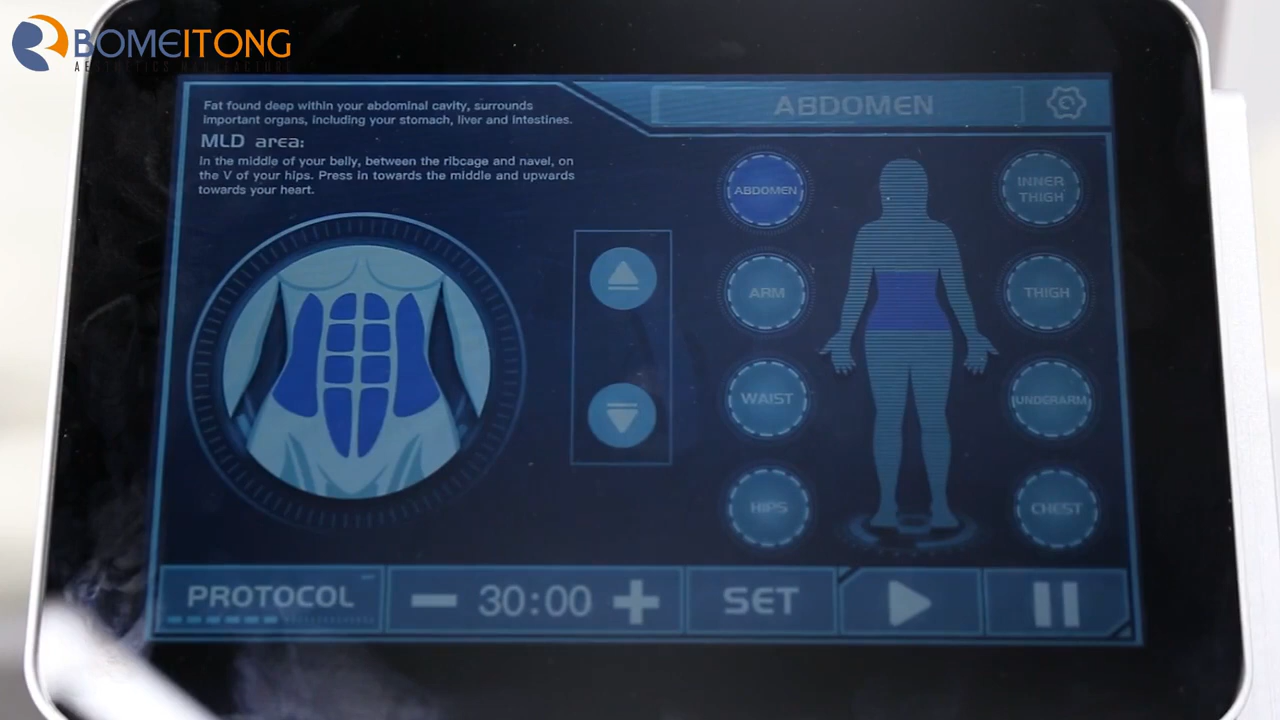 BOMEITONG
AESTHETICS MANUFACTURE
Fat found deep within your abdominal cavity, surrounds
important organs, including your stomach, liver and intestines.
MLD area:
In the middle of your belly, between the ribcage and navel, on
the V of your hips. Press in towards the middle and upwards
towards your heart.
ABDOMEN
ABDOMEN
INNER
THIGH
ARM
THIGH
WAIST
UNDERARM
HIPS
CHEST
PROTOCOL
30:00
SET